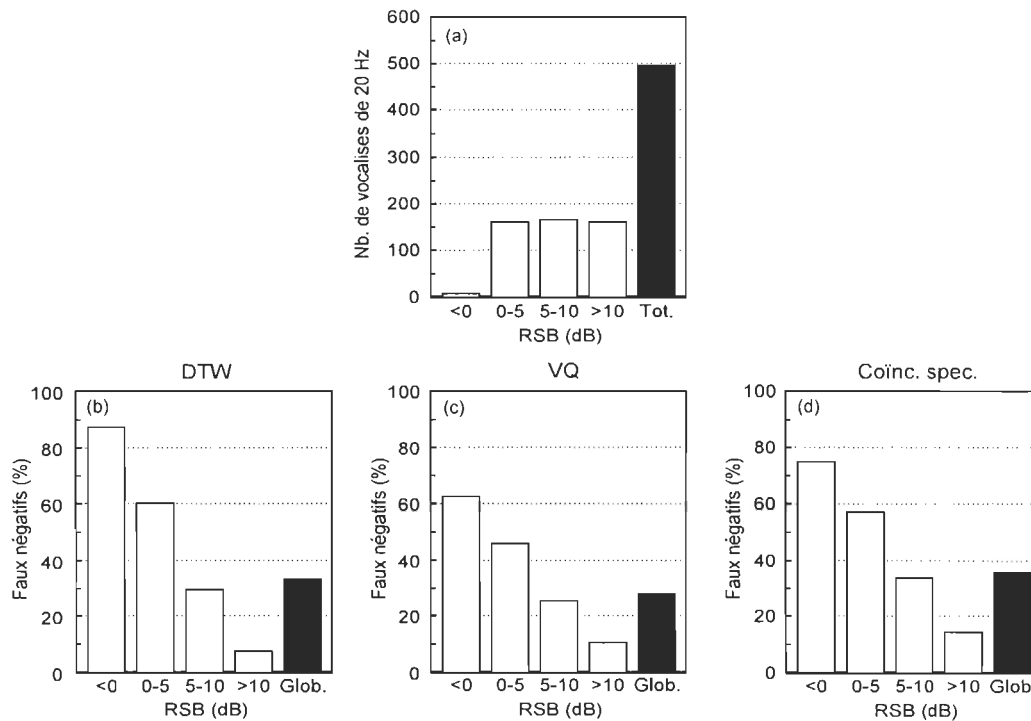 (a)
Nb. de vocalises de 20 Hz
600
500
400
300
200
100
0
<0 0-5 5-10 >10 Tot.
RSB (dB)
DTW
(b)
Faux négatifs (%)
100
80
60
40
20
0
<0 0-5 5-10 >10 Glob.
RSB (dB)
VQ
(c)
Faux négatifs (%)
100
80
60
40
20
0
<0 0-5 5-10 >10 Glob.
RSB (dB)
Coïnc. spec.
(d)
Faux négatifs (%)
100
80
60
40
20
0
<0 0-5 5-10 >10 Glob.
RSB (dB)